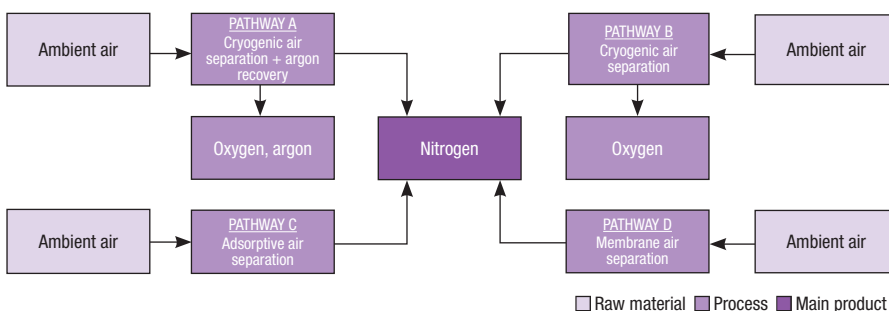 Ambient air
PATHWAY A
Cryogenic air
separation + argon
recovery
PATHWAY B
Cryogenic air
separation
Ambient air
Oxygen, argon
Nitrogen
Oxygen
Ambient air
PATHWAY C
Adsorptive air
separation
PATHWAY D
Membrane air
separation
Ambient air
Raw material Process Main product